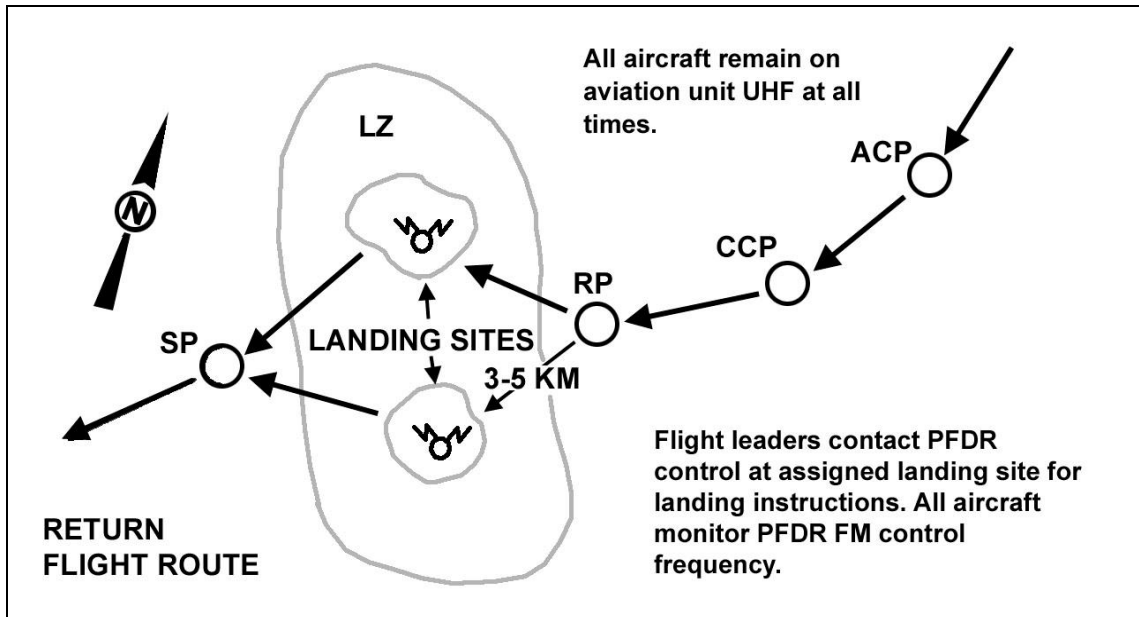 All aircraft remain on
aviation unit UHF at all
times.
LZ
ACP
N
CCP
RP
SP
LANDING SITES
3-5 KM
Flight leaders contact PFDR
control at assigned landing site for
landing instructions. All aircraft
monitor PFDR FM control
frequency.
RETURN
FLIGHT ROUTE